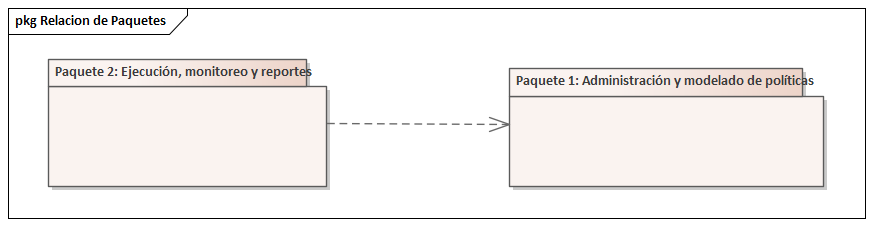 pkg Relacion de Paquetes
Paquete 2: Ejecución, monitoreo y reportes
Paquete 1: Administración y modelado de políticas